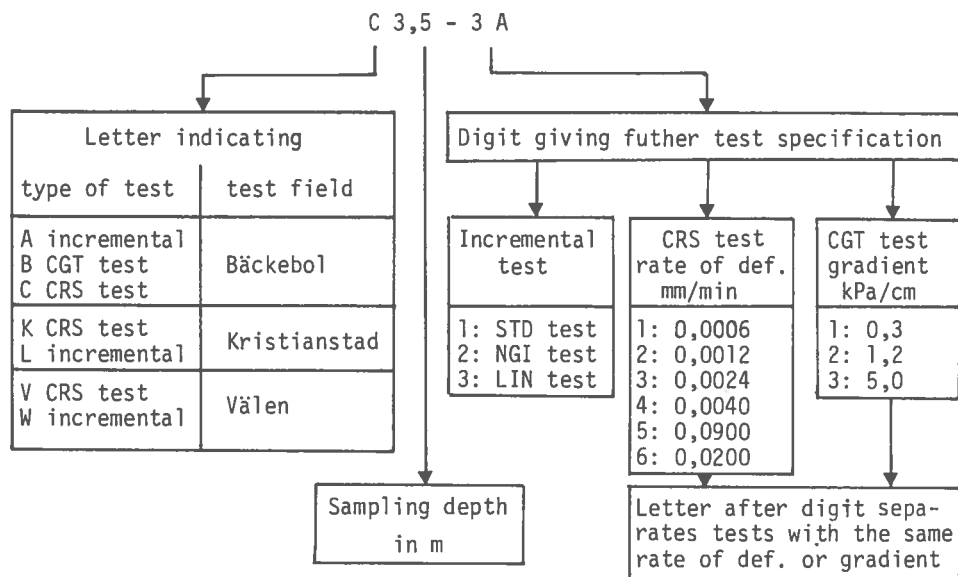 C 3,5 - 3 A
Letter indicating
type of test
test field
A incremental
B CGT test
C CRS test
Bäckebol
K CRS test
L incremental
Kristianstad
V CRS test
W incremental
Välen
Sampling depth
in m
Digit giving futher test specification
Incremental
test
1: STD test
2: NGI test
3: LIN test
CRS test
rate of def.
mm/min
1: 0,0006
2: 0,0012
3: 0,0024
4: 0,0040
5: 0,0900
6: 0,0200
CGT test
gradient
kPa/cm
1: 0,3
2: 1,2
3: 5,0
Letter after digit sepa-
rates tests with the same
rate of def. or gradient